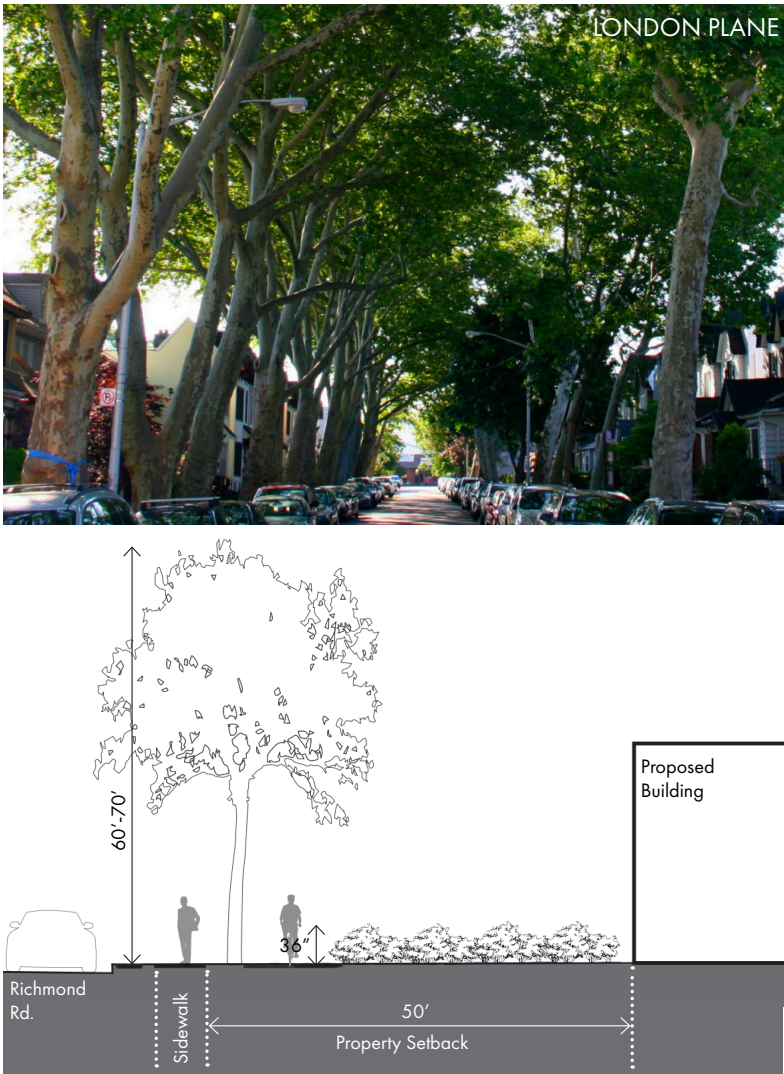 LONDON PLANE
60'-70'
Proposed
Building
36"
Richmond
Rd.
Sidewalk
50'
Property Setback